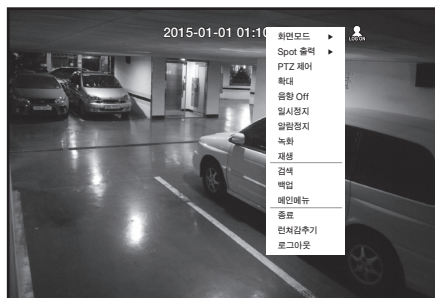 2015-01-01 01:10
LOG ON
화면모드
Spot 출력
PTZ 제어
확대
음향 Off
일시정지
알람정지
녹화
재생
검색
백업
메인메뉴
종료
런쳐감추기
로그아웃